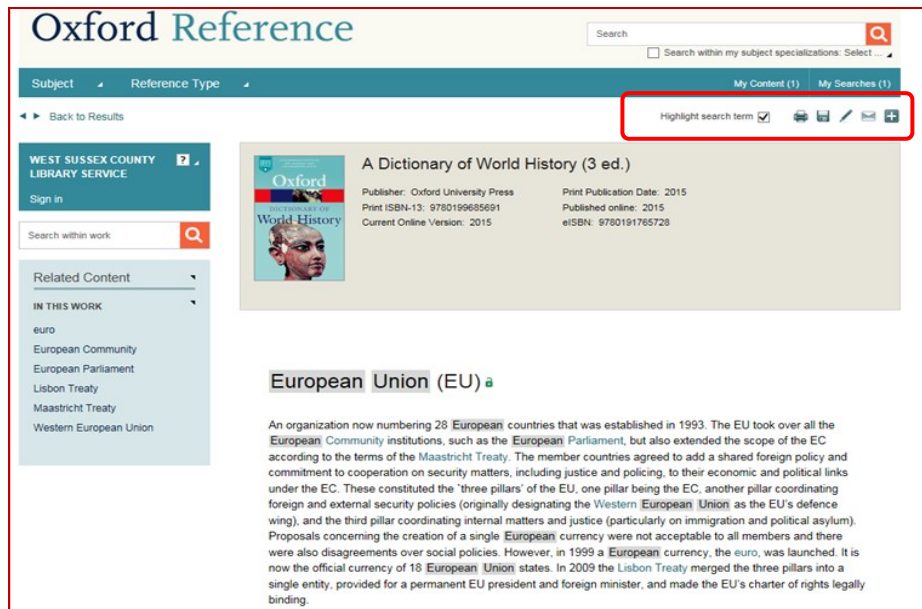 Oxford Reference
Search
Search within my subject specializations: Select ...
Subject
Reference Type
My Content (1)
My Searches (1)
Back to Results
Highlight search term
WEST SUSSEX COUNTY
LIBRARY SERVICE
?
Sign in
Search within work
Related Content
IN THIS WORK
euro
European Community
European Parliament
Lisbon Treaty
Maastricht Treaty
Western European Union
Oxford
DICTIONARY OF
World History
A Dictionary of World History (3 ed.)
Publisher: Oxford University Press
Print Publication Date: 2015
Print ISBN-13: 9780199685691
Published online: 2015
Current Online Version: 2015
eISBN: 9780191765728
European Union (EU)
An organization now numbering 28 European countries that was established in 1993. The EU took over all the
European Community institutions, such as the European Parliament, but also extended the scope of the EC
according to the terms of the Maastricht Treaty. The member countries agreed to add a shared foreign policy and
commitment to cooperation on security matters, including justice and policing, to their economic and political links
under the EC. These constituted the `three pillars' of the EU, one pillar being the EC, another pillar coordinating
foreign and external security policies (originally designating the Western European Union as the EU's defence
wing), and the third pillar coordinating internal matters and justice (particularly on immigration and political asylum).
Proposals concerning the creation of a single European currency were not acceptable to all members and there
were also disagreements over social policies. However, in 1999 a European currency, the euro, was launched. It is
now the official currency of 18 European Union states. In 2009 the Lisbon Treaty merged the three pillars into a
single entity, provided for a permanent EU president and foreign minister, and made the EU's charter of rights legally
binding.